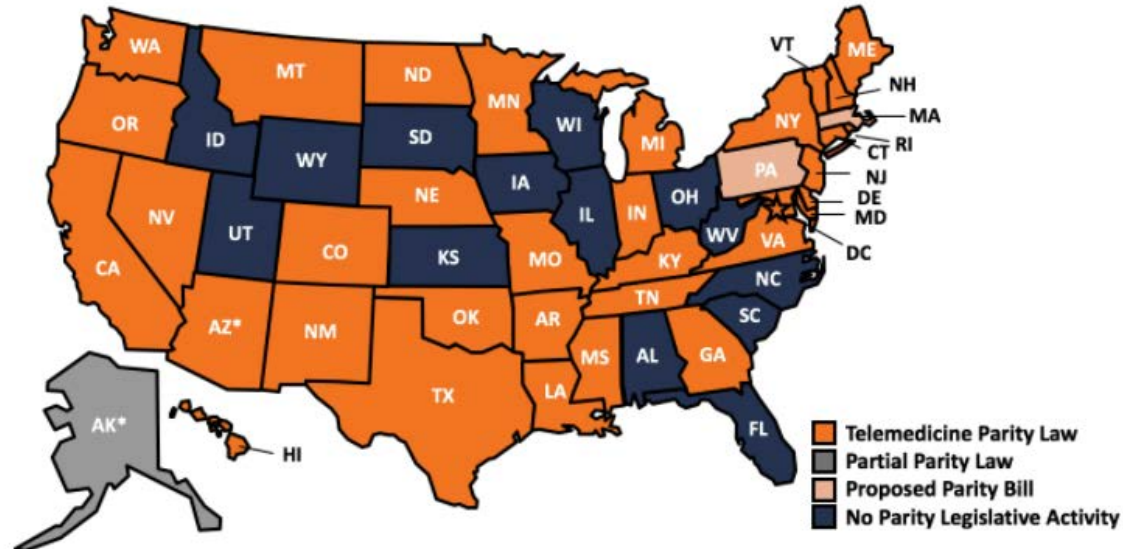 WA
MT
ND
MN
OR
ID
WY
SD
WI
MI
VT
ME
NH
NY
MA
RI
CT
PA
NJ
DE
MD
DC
NV
UT
CO
NE
IA
IL
IN
OH
WV
VA
CA
KS
MO
KY
NC
AZ*
NM
OK
AR
TN
SC
TX
LA
MS
AL
GA
FL
AK*
HI
Telemedicine Parity Law
Partial Parity Law
Proposed Parity Bill
No Parity Legislative Activity